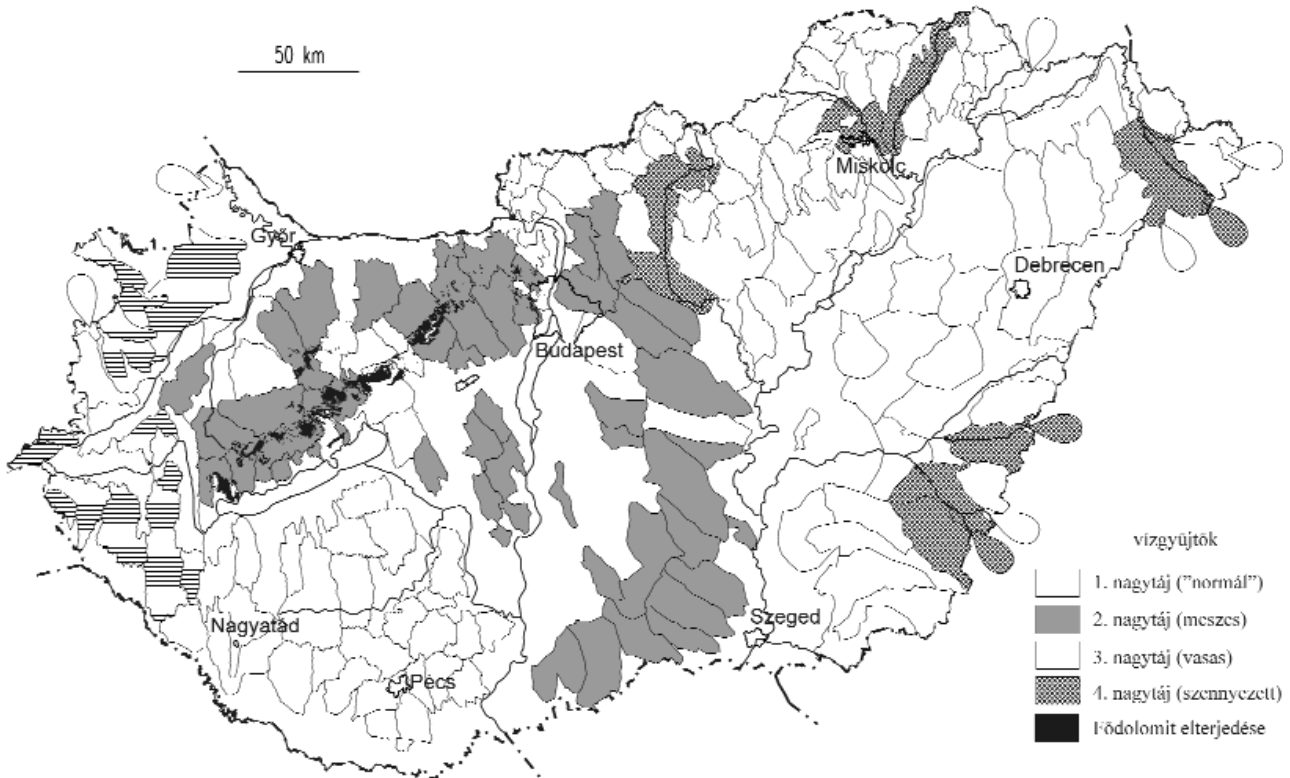 50 km
Miskolc
Győr
Debrecen
Budapest
Nagyatád
Szeged
Pécs
vízgyűjtők
1. nagytáj ("normál")
2. nagytáj (meszes)
3. nagytáj (vasas)
4. nagytáj (szennyezett)
Fődolomit elterjedése